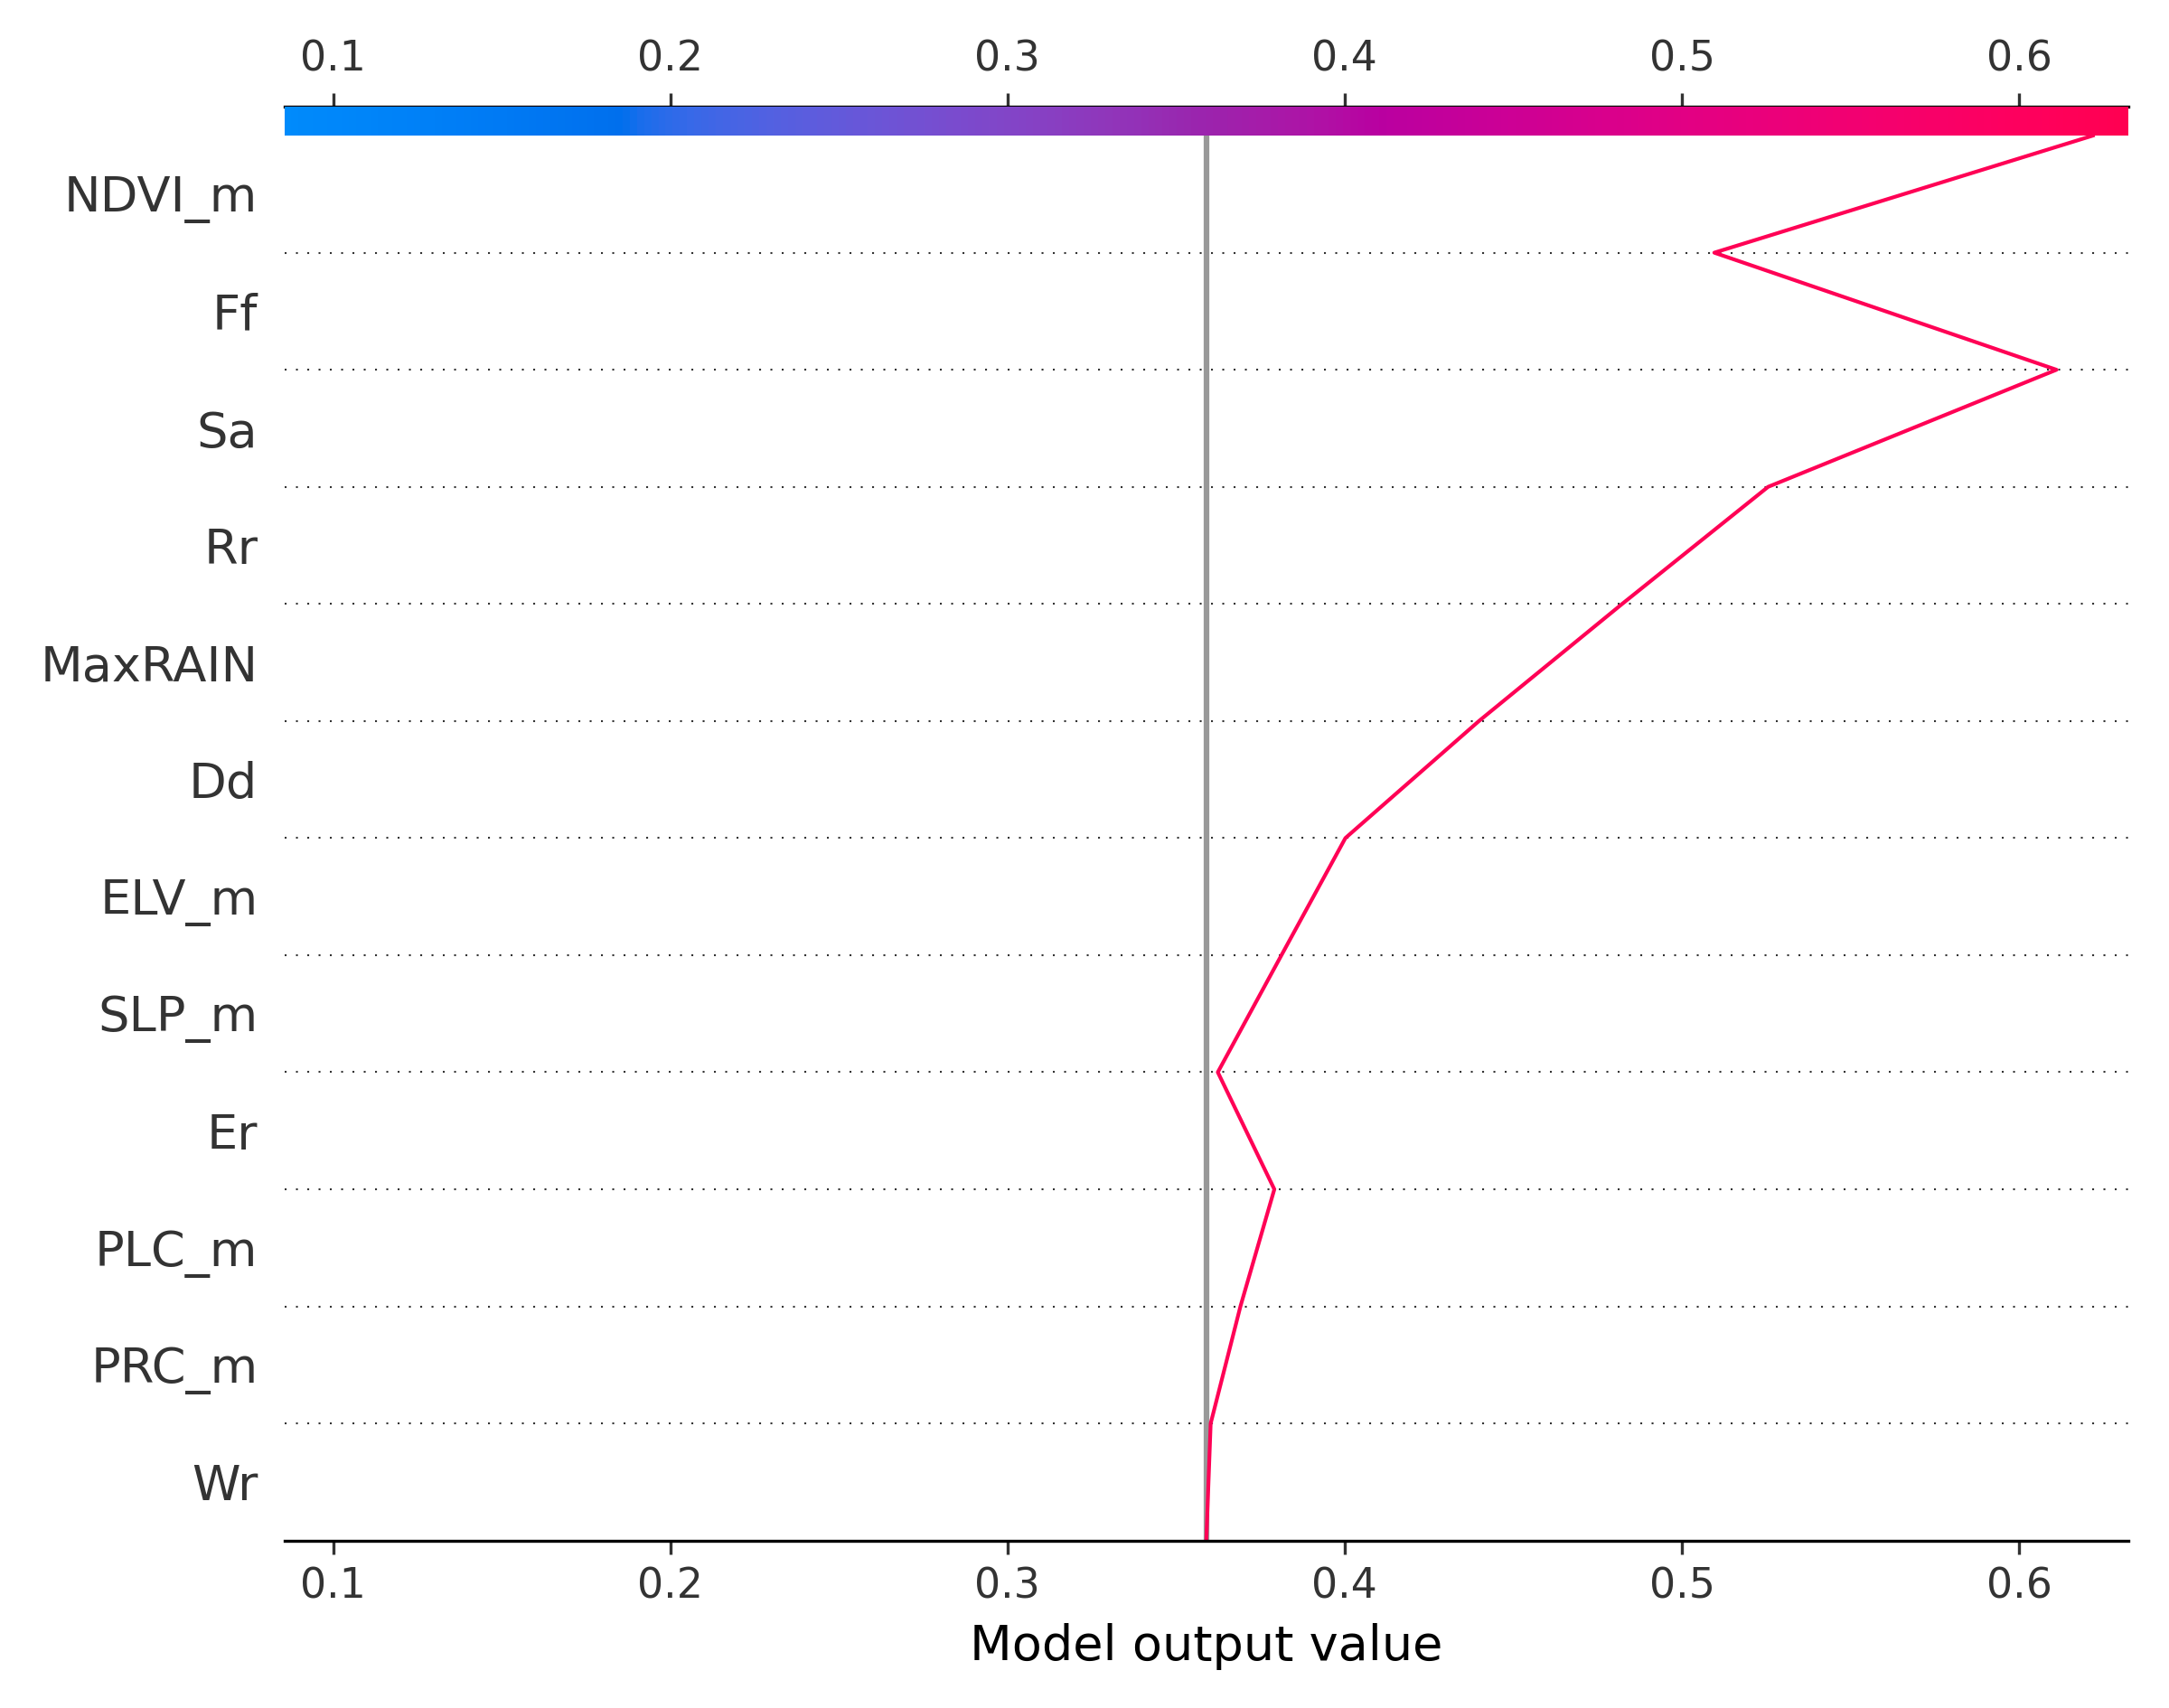 0.1 0.2 0.3 0.4 0.5 0.6
NDVI_m
Ff
Sa
Rr
MaxRAIN
Dd
ELV_m
SLP_m
Er
PLC_m
PRC_m
Wr
0.1 0.2 0.3 0.4 0.5 0.6
Model output value